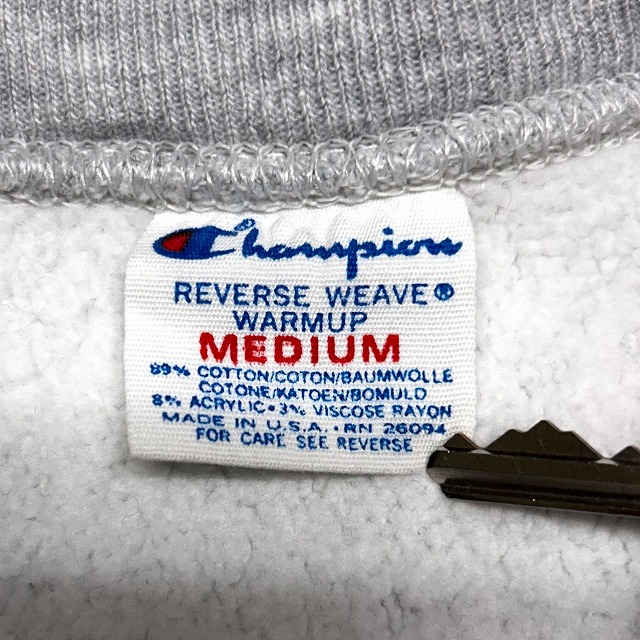 Champion
REVERSE WEAVE®
WARMUP
MEDIUM
89% COTTON/COTON/BAUMWOLLE
COTONE/KATOEN/BOMULD
8% ACRYLIC • 3% VISCOSE RAYON
MADE IN U.S.A. • RN 26094
FOR CARE SEE REVERSE